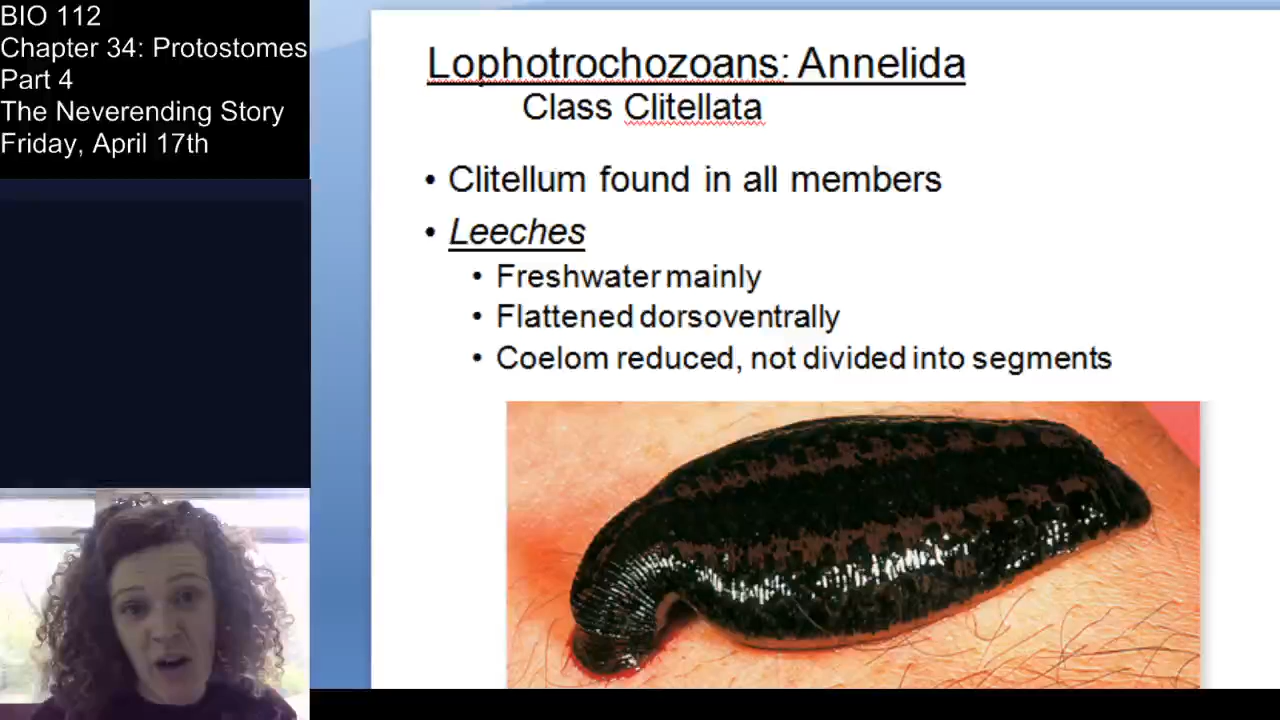 BIO 112
Chapter 34: Protostomes
Part 4
The Neverending Story
Friday, April 17th
Lophotrochozoans: Annelida
Class Clitellata
• Clitellum found in all members
• Leeches
• Freshwater mainly
• Flattened dorsoventrally
• Coelom reduced, not divided into segments